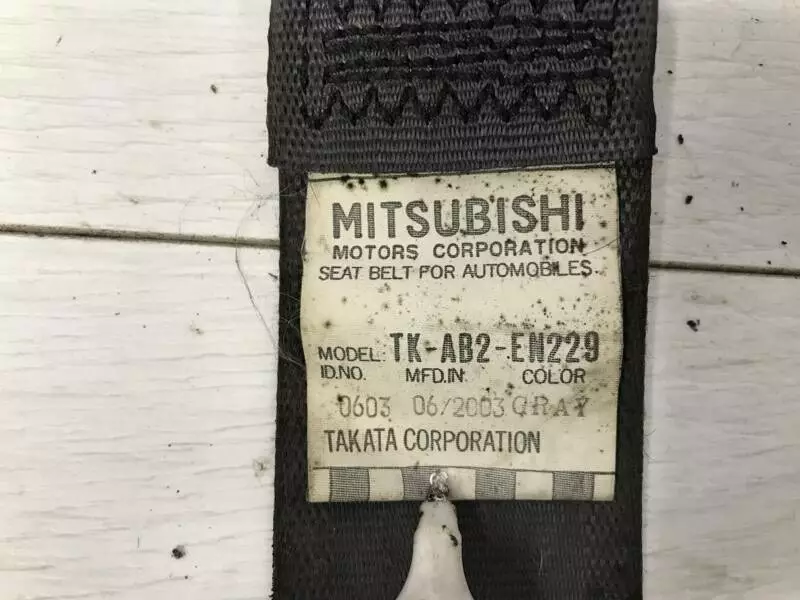 MITSUBISHI
MOTORS CORPORATION
SEAT BELT FOR AUTOMOBILES.
MODEL: TK-AB2-EN229
ID.NO. MFD.IN. COLOR
0603 06/2003 GRAY
TAKATA CORPORATION